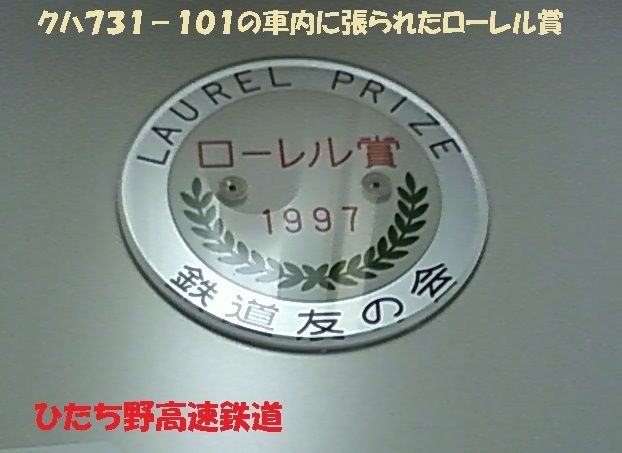 クハ７３１－１０１の車内に張られたローレル賞
LAUREL PRIZE
ローレル賞
1997
鉄道友の会
ひたち野高速鉄道